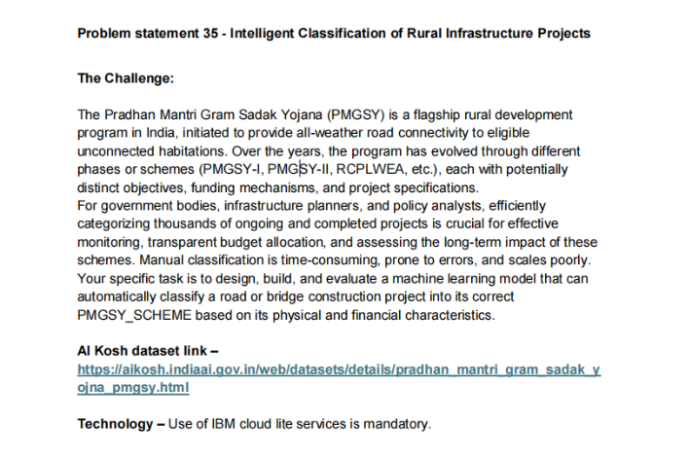 Problem statement 35 - Intelligent Classification of Rural Infrastructure Projects
The Challenge:
The Pradhan Mantri Gram Sadak Yojana (PMGSY) is a flagship rural development
program in India, initiated to provide all-weather road connectivity to eligible
unconnected habitations. Over the years, the program has evolved through different
phases or schemes (PMGSY-I, PMGSY-II, RCPLWEA, etc.), each with potentially
distinct objectives, funding mechanisms, and project specifications.
For government bodies, infrastructure planners, and policy analysts, efficiently
categorizing thousands of ongoing and completed projects is crucial for effective
monitoring, transparent budget allocation, and assessing the long-term impact of these
schemes. Manual classification is time-consuming, prone to errors, and scales poorly.
Your specific task is to design, build, and evaluate a machine learning model that can
automatically classify a road or bridge construction project into its correct
PMGSY_SCHEME based on its physical and financial characteristics.
AI Kosh dataset link –
https://aikosh.indiaai.gov.in/web/datasets/details/pradhan_mantri_gram_sadak_y
ojna_pmgsy.html
Technology – Use of IBM cloud lite services is mandatory.